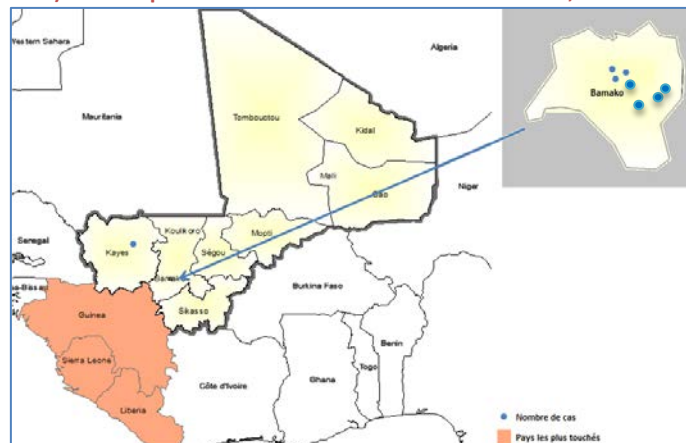 Western Sahara
Algeria
Mauritania
Bamako
Tombouctou
Kidal
Mali
Gao
Niger
Senegal
Kayes
Koulikoro
Ségou
Mopti
Sikasso
Burkina Faso
Guinea
Sierra Leone
Liberia
Côte d'Ivoire
Ghana
Togo
Benin
Nombre de cas
Pays les plus touchés